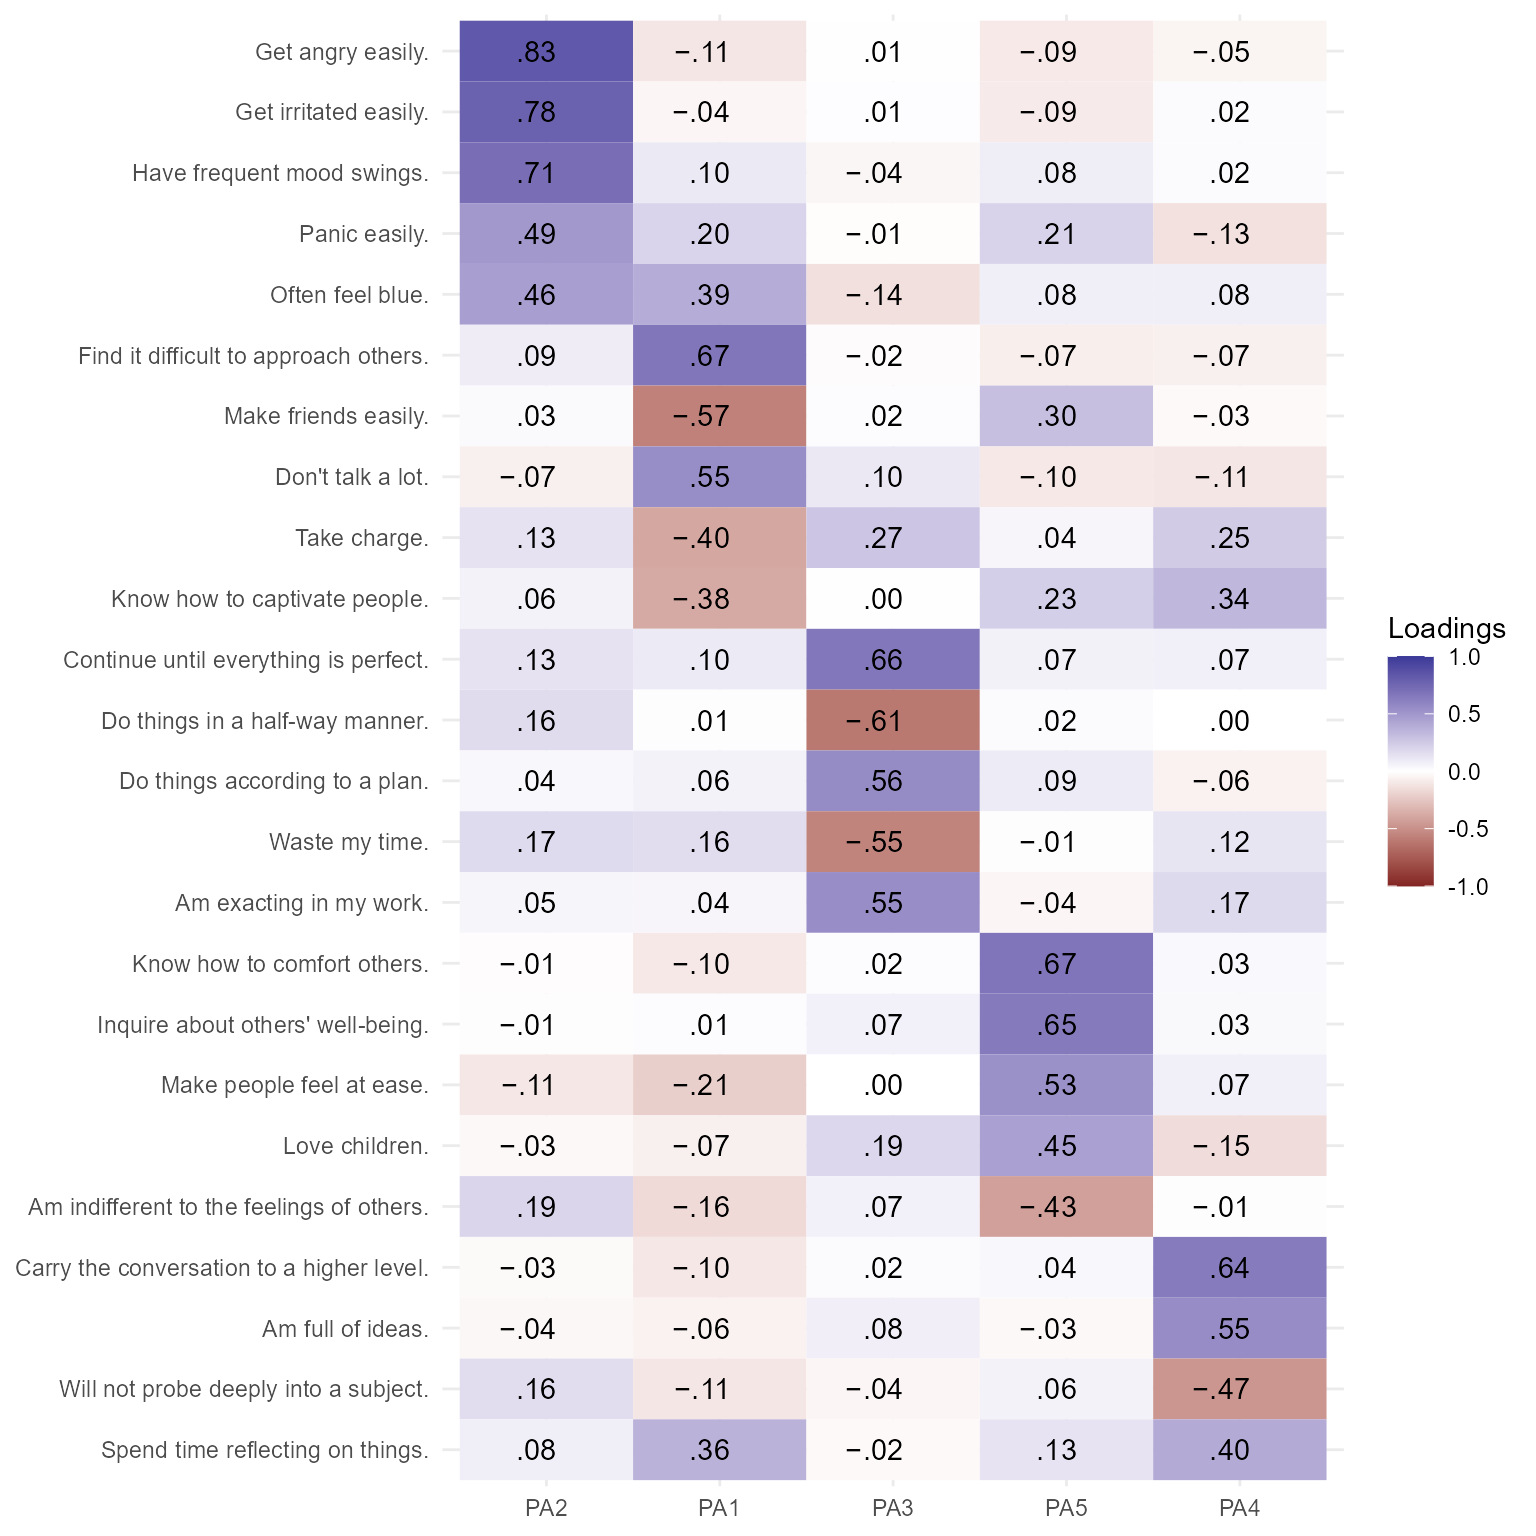 Get angry easily. .83 −.11 .01 −.09 −.05
Get irritated easily. .78 −.04 .01 −.09 .02
Have frequent mood swings. .71 .10 −.04 .08 .02
Panic easily. .49 .20 −.01 .21 −.13
Often feel blue. .46 .39 −.14 .08 .08
Find it difficult to approach others. .09 .67 −.02 −.07 −.07
Make friends easily. .03 −.57 .02 .30 −.03
Don't talk a lot. −.07 .55 .10 −.10 −.11
Take charge. .13 −.40 .27 .04 .25
Know how to captivate people. .06 −.38 .00 .23 .34
Continue until everything is perfect. .13 .10 .66 .07 .07
Do things in a half-way manner. .16 .01 −.61 .02 .00
Do things according to a plan. .04 .06 .56 .09 −.06
Waste my time. .17 .16 −.55 −.01 .12
Am exacting in my work. .05 .04 .55 −.04 .17
Know how to comfort others. −.01 −.10 .02 .67 .03
Inquire about others' well-being. −.01 .01 .07 .65 .03
Make people feel at ease. −.11 −.21 .00 .53 .07
Love children. −.03 −.07 .19 .45 −.15
Am indifferent to the feelings of others. .19 −.16 .07 −.43 −.01
Carry the conversation to a higher level. −.03 −.10 .02 .04 .64
Am full of ideas. −.04 −.06 .08 −.03 .55
Will not probe deeply into a subject. .16 −.11 −.04 .06 −.47
Spend time reflecting on things. .08 .36 −.02 .13 .40
PA2 PA1 PA3 PA5 PA4
Loadings
1.0
0.5
0.0
-0.5
-1.0